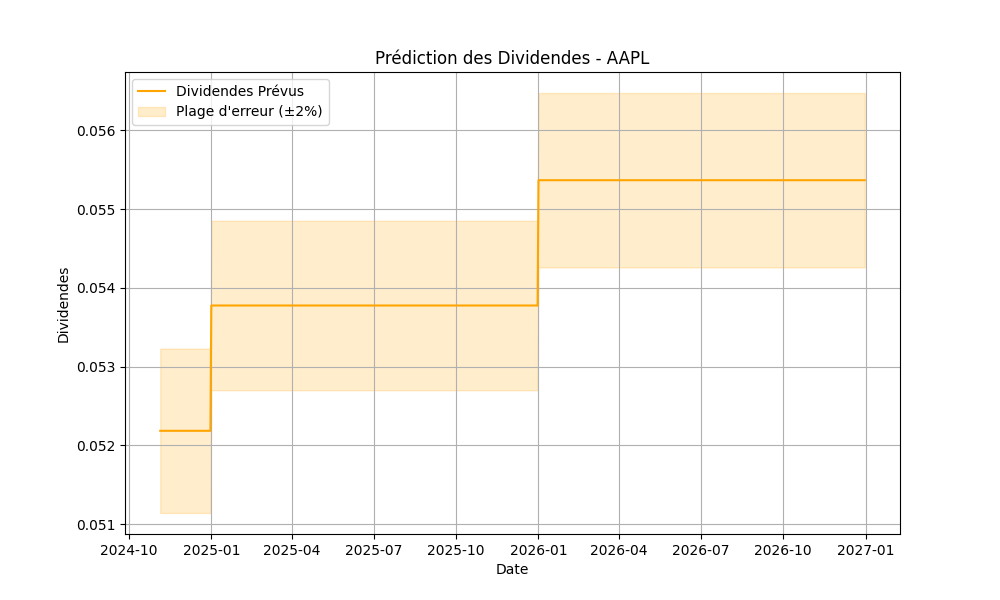 Prédiction des Dividendes - AAPL
Dividendes Prévus
Plage d'erreur (±2%)
0.056
0.055
0.054
0.053
0.052
0.051
Dividendes
2024-10 2025-01 2025-04 2025-07 2025-10 2026-01 2026-04 2026-07 2026-10 2027-01
Date